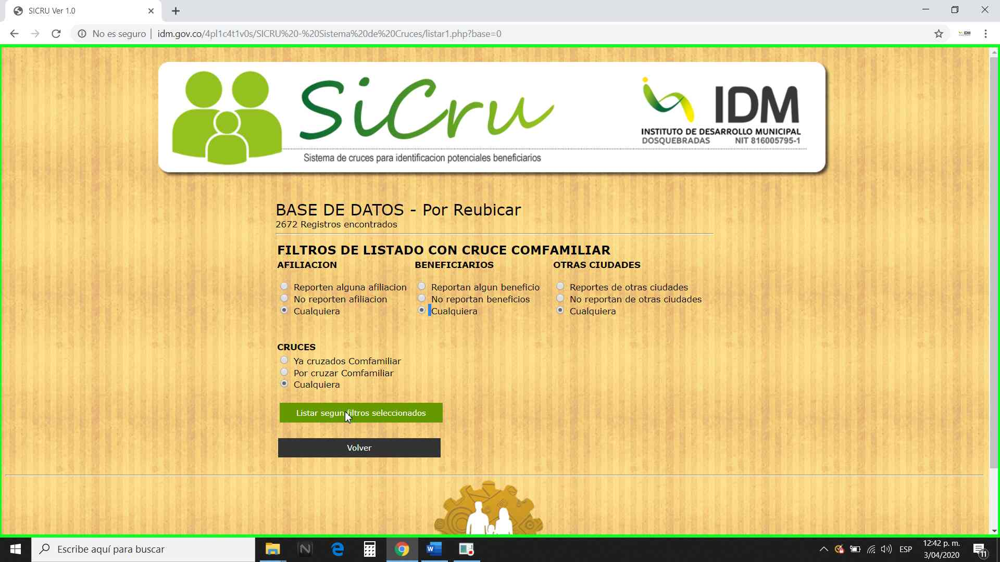 SICRU Ver 1.0
No es seguro | idm.gov.co/4pl1c4t1v0s/SICRU%20-%20Sistema%20de%20Cruces/listar1.php?base=0
IDM
SiCru
IDM
INSTITUTO DE DESARROLLO MUNICIPAL
DOSQUEBRADAS NIT 816005795-1
Sistema de cruces para identificacion potenciales beneficiarios
BASE DE DATOS - Por Reubicar
2672 Registros encontrados
FILTROS DE LISTADO CON CRUCE COMFAMILIAR
AFILIACION BENEFICIARIOS OTRAS CIUDADES
Reporten alguna afiliacion Reportan algun beneficio Reportes de otras ciudades
No reporten afiliacion No reportan beneficios No reportan de otras ciudades
Cualquiera Cualquiera Cualquiera
CRUCES
Ya cruzados Comfamiliar
Por cruzar Comfamiliar
Cualquiera
Listar segun filtros seleccionados
Volver
Escribe aquí para buscar
ESP
12:42 p. m.
3/04/2020
11